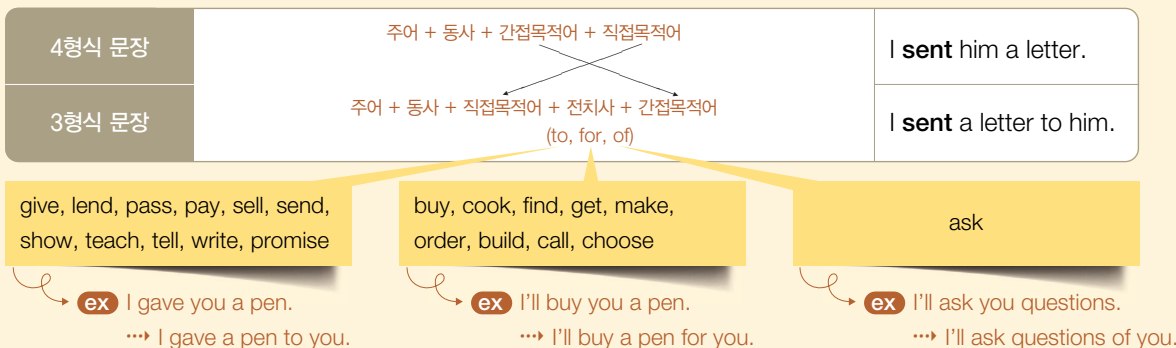 4형식 문장
주어 + 동사 + 간접목적어 + 직접목적어
I sent him a letter.
3형식 문장
주어 + 동사 + 직접목적어 + 전치사 + 간접목적어
(to, for, of)
I sent a letter to him.
give, lend, pass, pay, sell, send,
show, teach, tell, write, promise
ex I gave you a pen.
I gave a pen to you.
buy, cook, find, get, make,
order, build, call, choose
ex I'll buy you a pen.
I'll buy a pen for you.
ask
ex I'll ask you questions.
I'll ask questions of you.